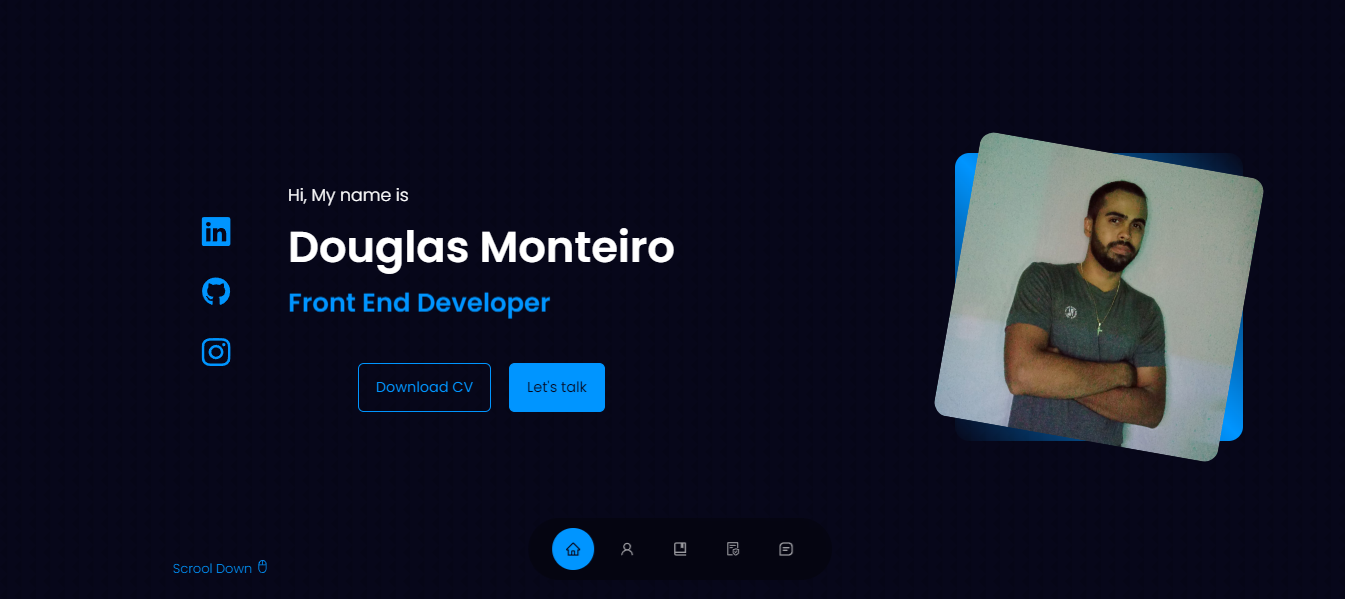 Hi, My name is
Douglas Monteiro
Front End Developer
Download CV
Let's talk
Scrool Down